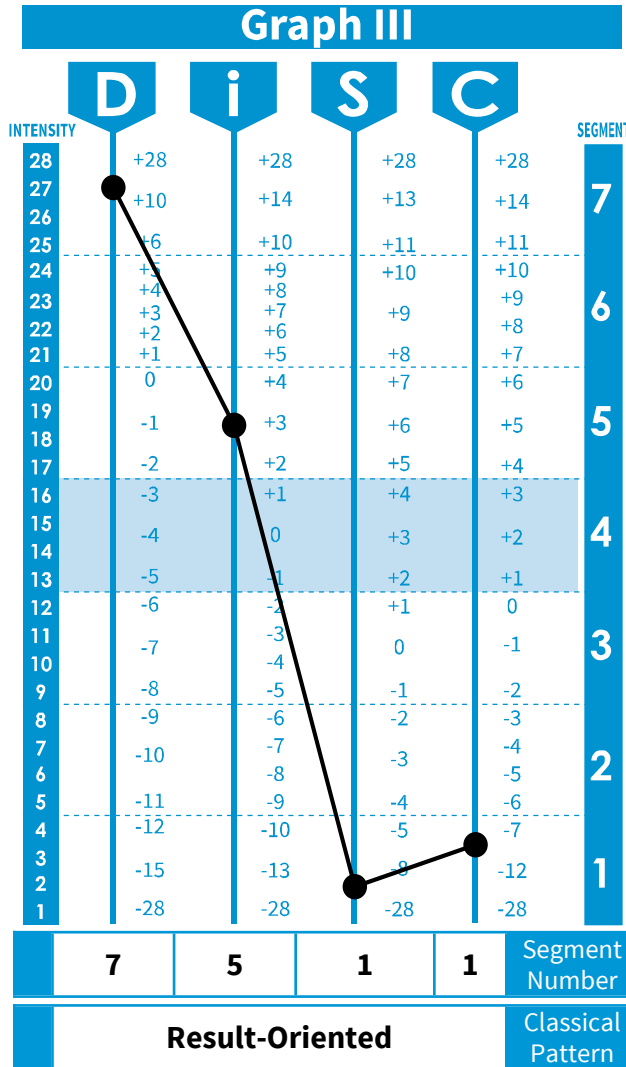 Graph III
D i S C
INTENSITY SEGMENT
28 +28 +28 +28 +28
27
+10 +14 +13 +14 7
26
25 +6 +10 +11 +11
24 +5 +9 +10 +10
+4 +8 +9
23 6
+3 +7 +9
22 +2 +6 +8
21 +1 +5 +8 +7
20 0 +4 +7 +6
19
-1 +3 +6 +5 5
18
17 -2 +2 +5 +4
16 -3 +1 +4 +3
15
-4 0 +3 +2 4
14
13 -5 -1 +2 +1
12 -6 -2 +1 0
11 -3
-7 0 -1 3
10 -4
9 -8 -5 -1 -2
8 -9 -6 -2 -3
7 -7 -4
-10 -3 2
6 -8 -5
5 -11 -9 -4 -6
4 -12 -10 -5 -7
3
-15 -13 -8 -12 1
2
1 -28 -28 -28 -28
7 5 1 1 Segment
Number
Result-Oriented Classical
Pattern